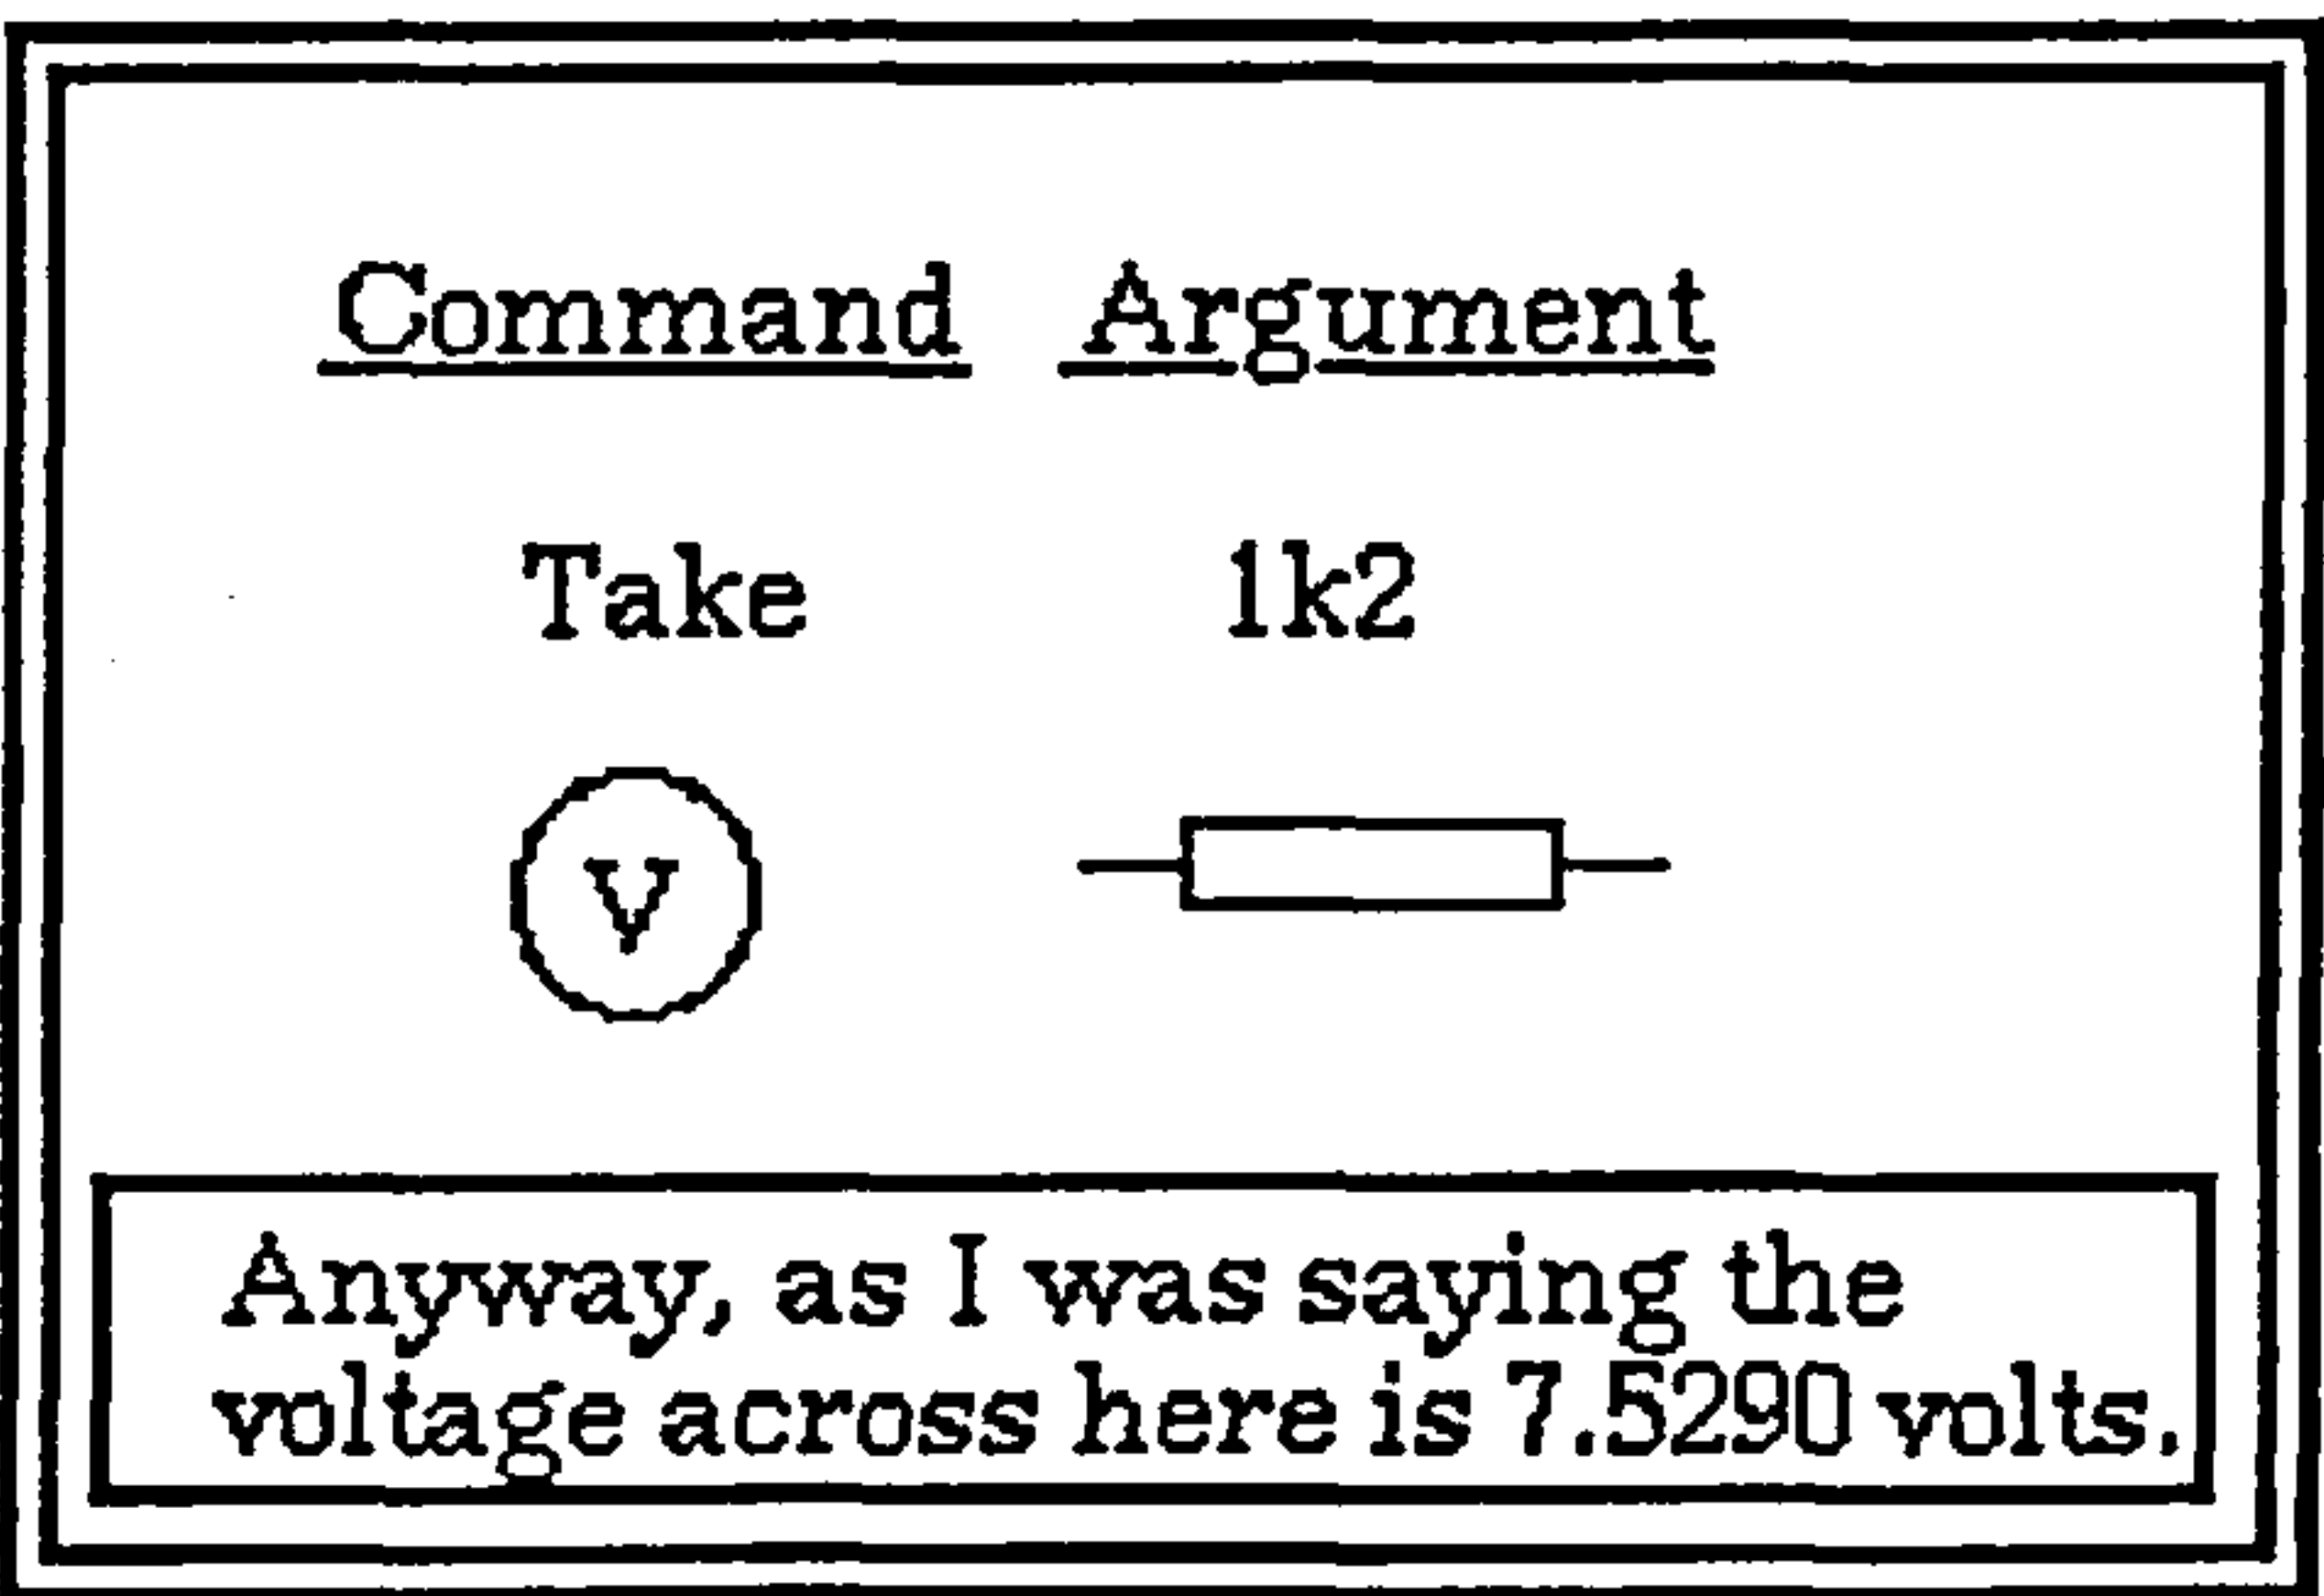 Command Argument
Take 1k2
V
Anyway, as I was saying the
voltage across here is 7.5290 volts.